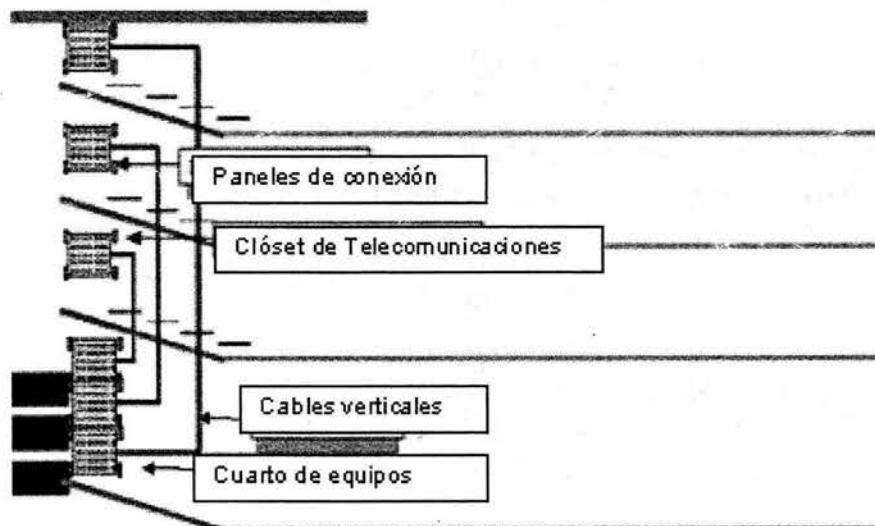 Paneles de conexión
Clóset de Telecomunicaciones
Cables verticales
Cuarto de equipos